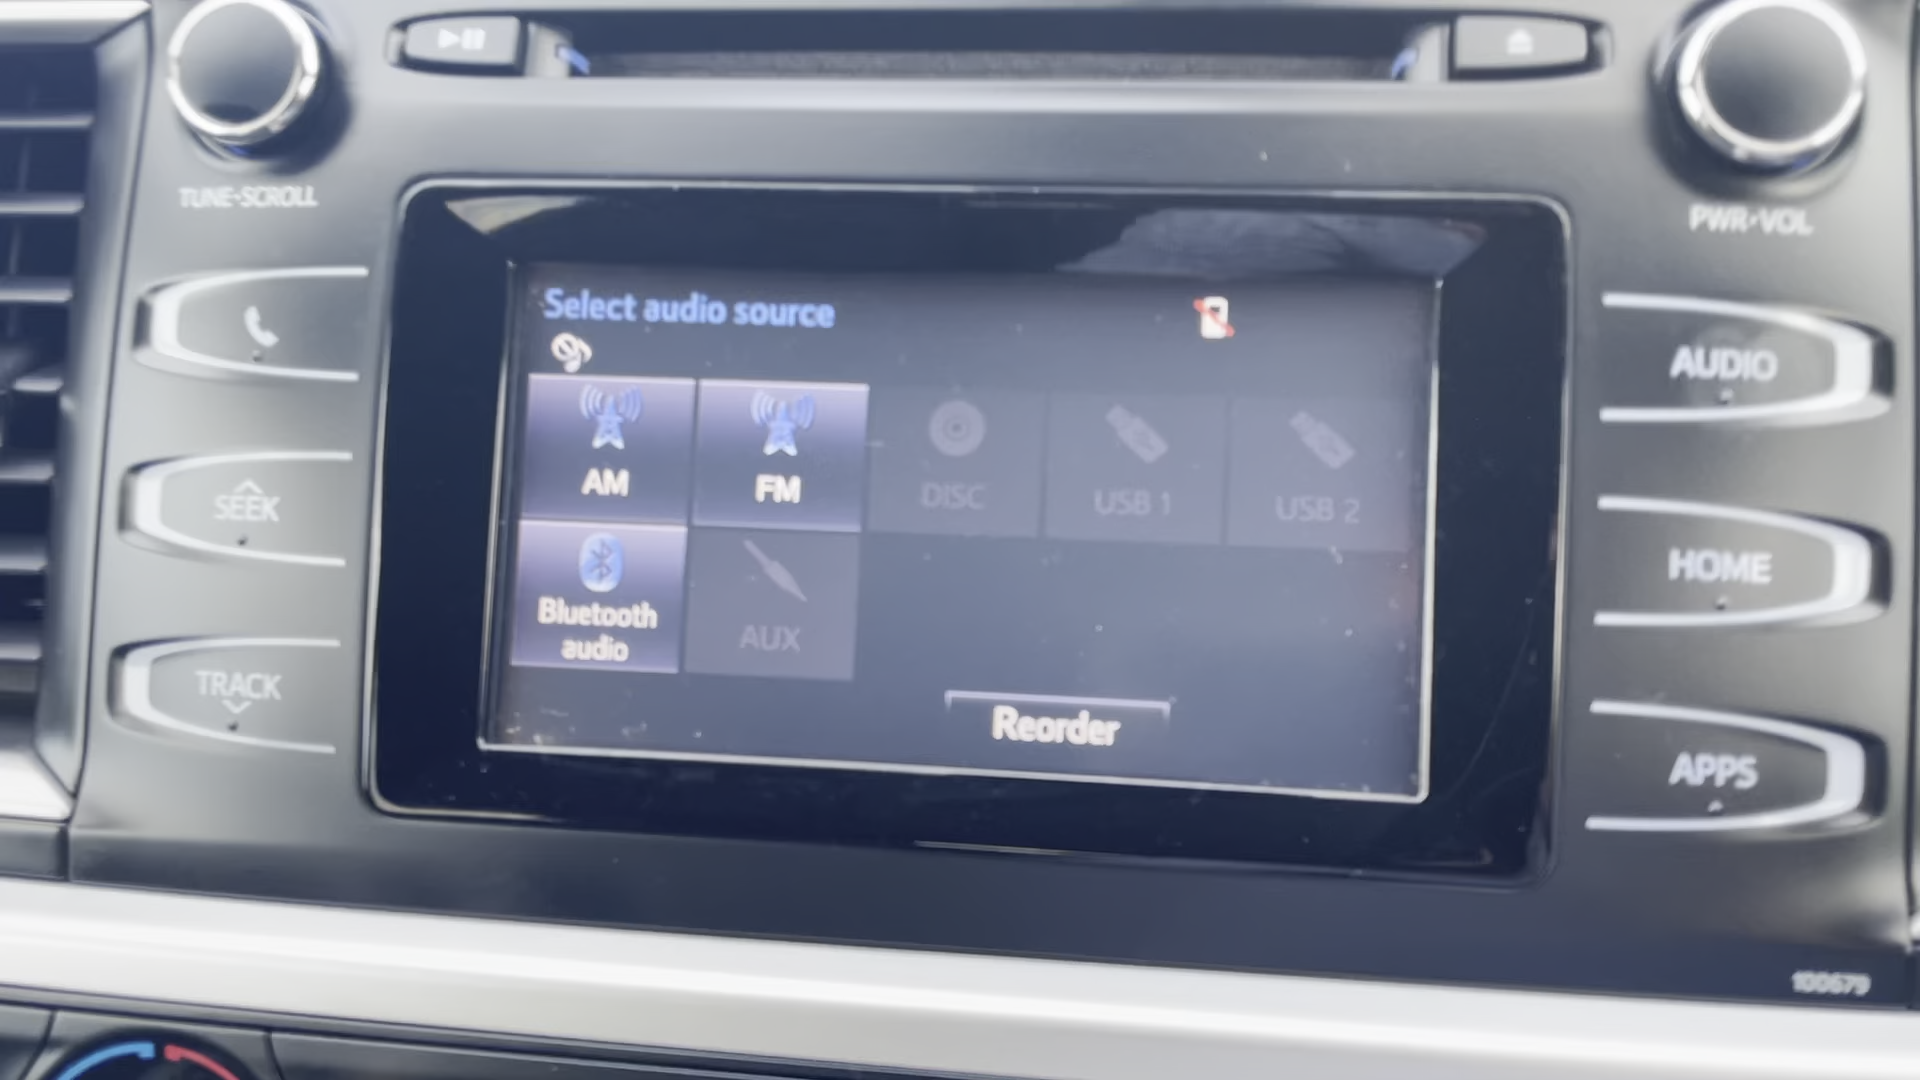 TUNE•SCROLL
PWR•VOL
Select audio source
AUDIO
AM
FM
DISC
USB 1
USB 2
SEEK
HOME
Bluetooth
audio
AUX
TRACK
Reorder
APPS
100679